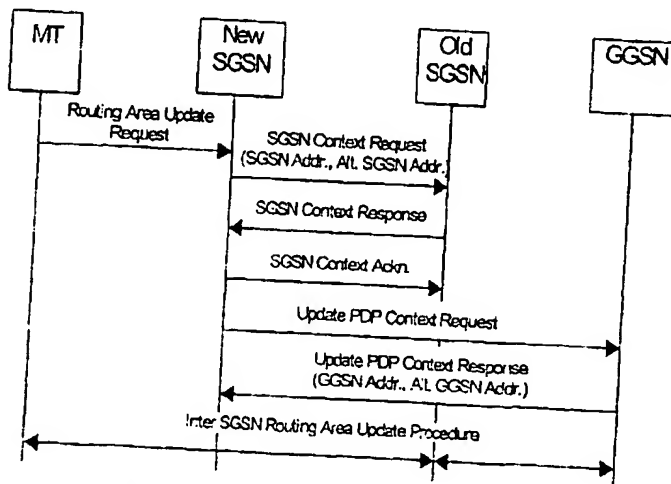 MT
New
SGSN
Old
SGSN
GGSN
Routing Area Update
Request
SGSN Context Request
(SGSN Addr., Alt. SGSN Addr.)
SGSN Context Response
SGSN Context Ackn.
Update PDP Context Request
Update PDP Context Response
(GGSN Addr., Alt. GGSN Addr.)
Inter SGSN Routing Area Update Procedure